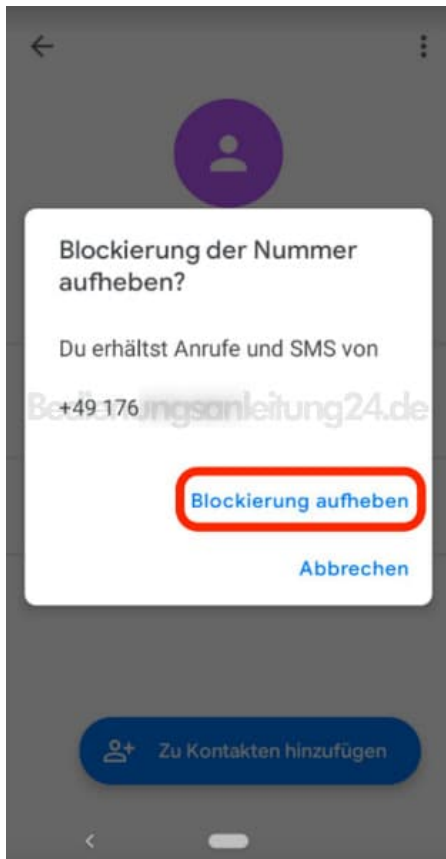 Blockierung der Nummer
aufheben?
Du erhältst Anrufe und SMS von
+49 176
Bedienungsanleitung24.de
Blockierung aufheben
Abbrechen
Zu Kontakten hinzufügen